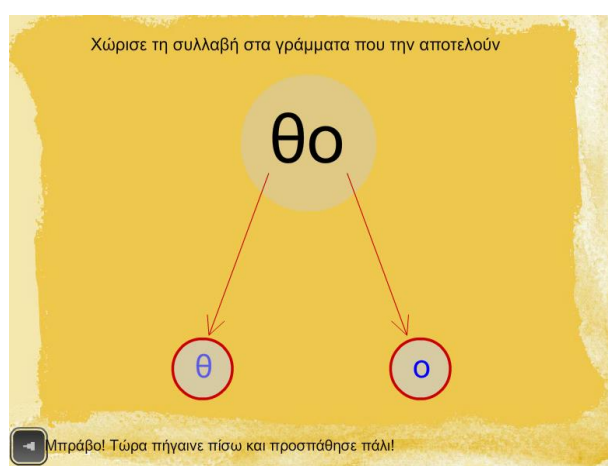 Χώρισε τη συλλαβή στα γράμματα που την αποτελούν
θο
θ ο
Μπράβο! Τώρα πήγαινε πίσω και προσπάθησε πάλι!